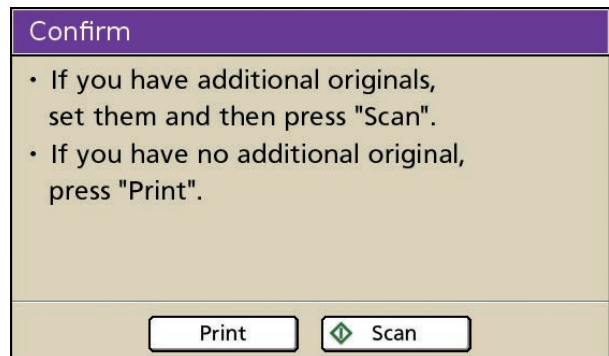 Confirm
・If you have additional originals,
set them and then press "Scan".
・If you have no additional original,
press "Print".
Print
Scan